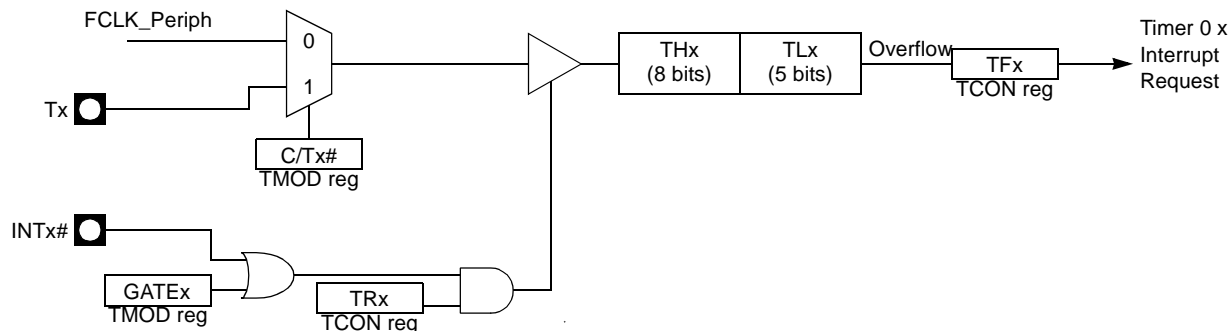 FCLK_Periph
0
1
Tx
C/Tx#
TMOD reg
THx
(8 bits)
TLx
(5 bits)
Overflow
TFx
TCON reg
Timer 0 x
Interrupt
Request
INTx#
GATEx
TMOD reg
TRx
TCON reg